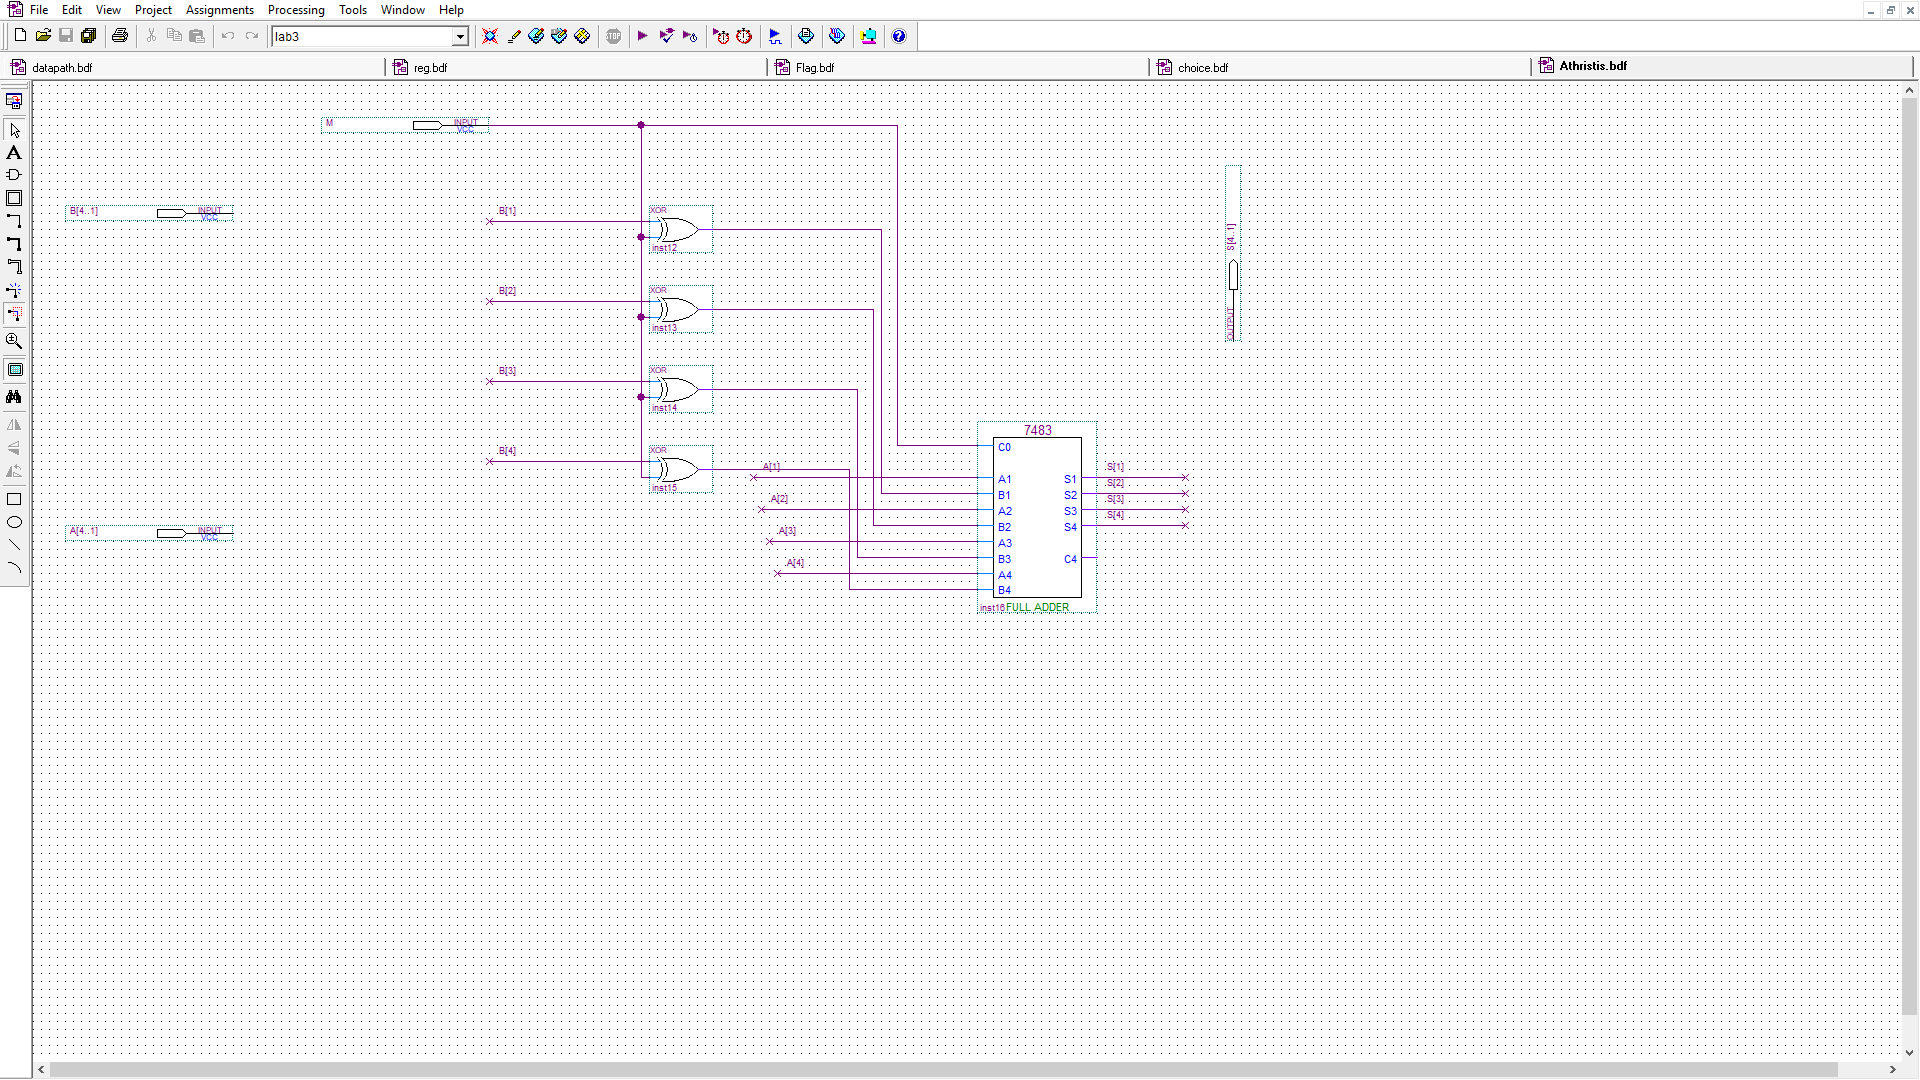 File Edit View Project Assignments Processing Tools Window Help
lab3
STOP
datapath.bdf reg.bdf Flag.bdf choice.bdf Athristis.bdf
M INPUT
VCC
B[4..1] INPUT
VCC
B[1] XOR
inst12
S[4..1]
OUTPUT
B[2] XOR
inst13
B[3] XOR
inst14
B[4] XOR
inst15
7483
C0
A[1] A1 S1 S[1]
B1 S2 S[2]
A[2] A2 S3 S[3]
B2 S4 S[4]
A[3] A3
B3 C4
A[4] A4
B4
inst16 FULL ADDER
A[4..1] INPUT
VCC